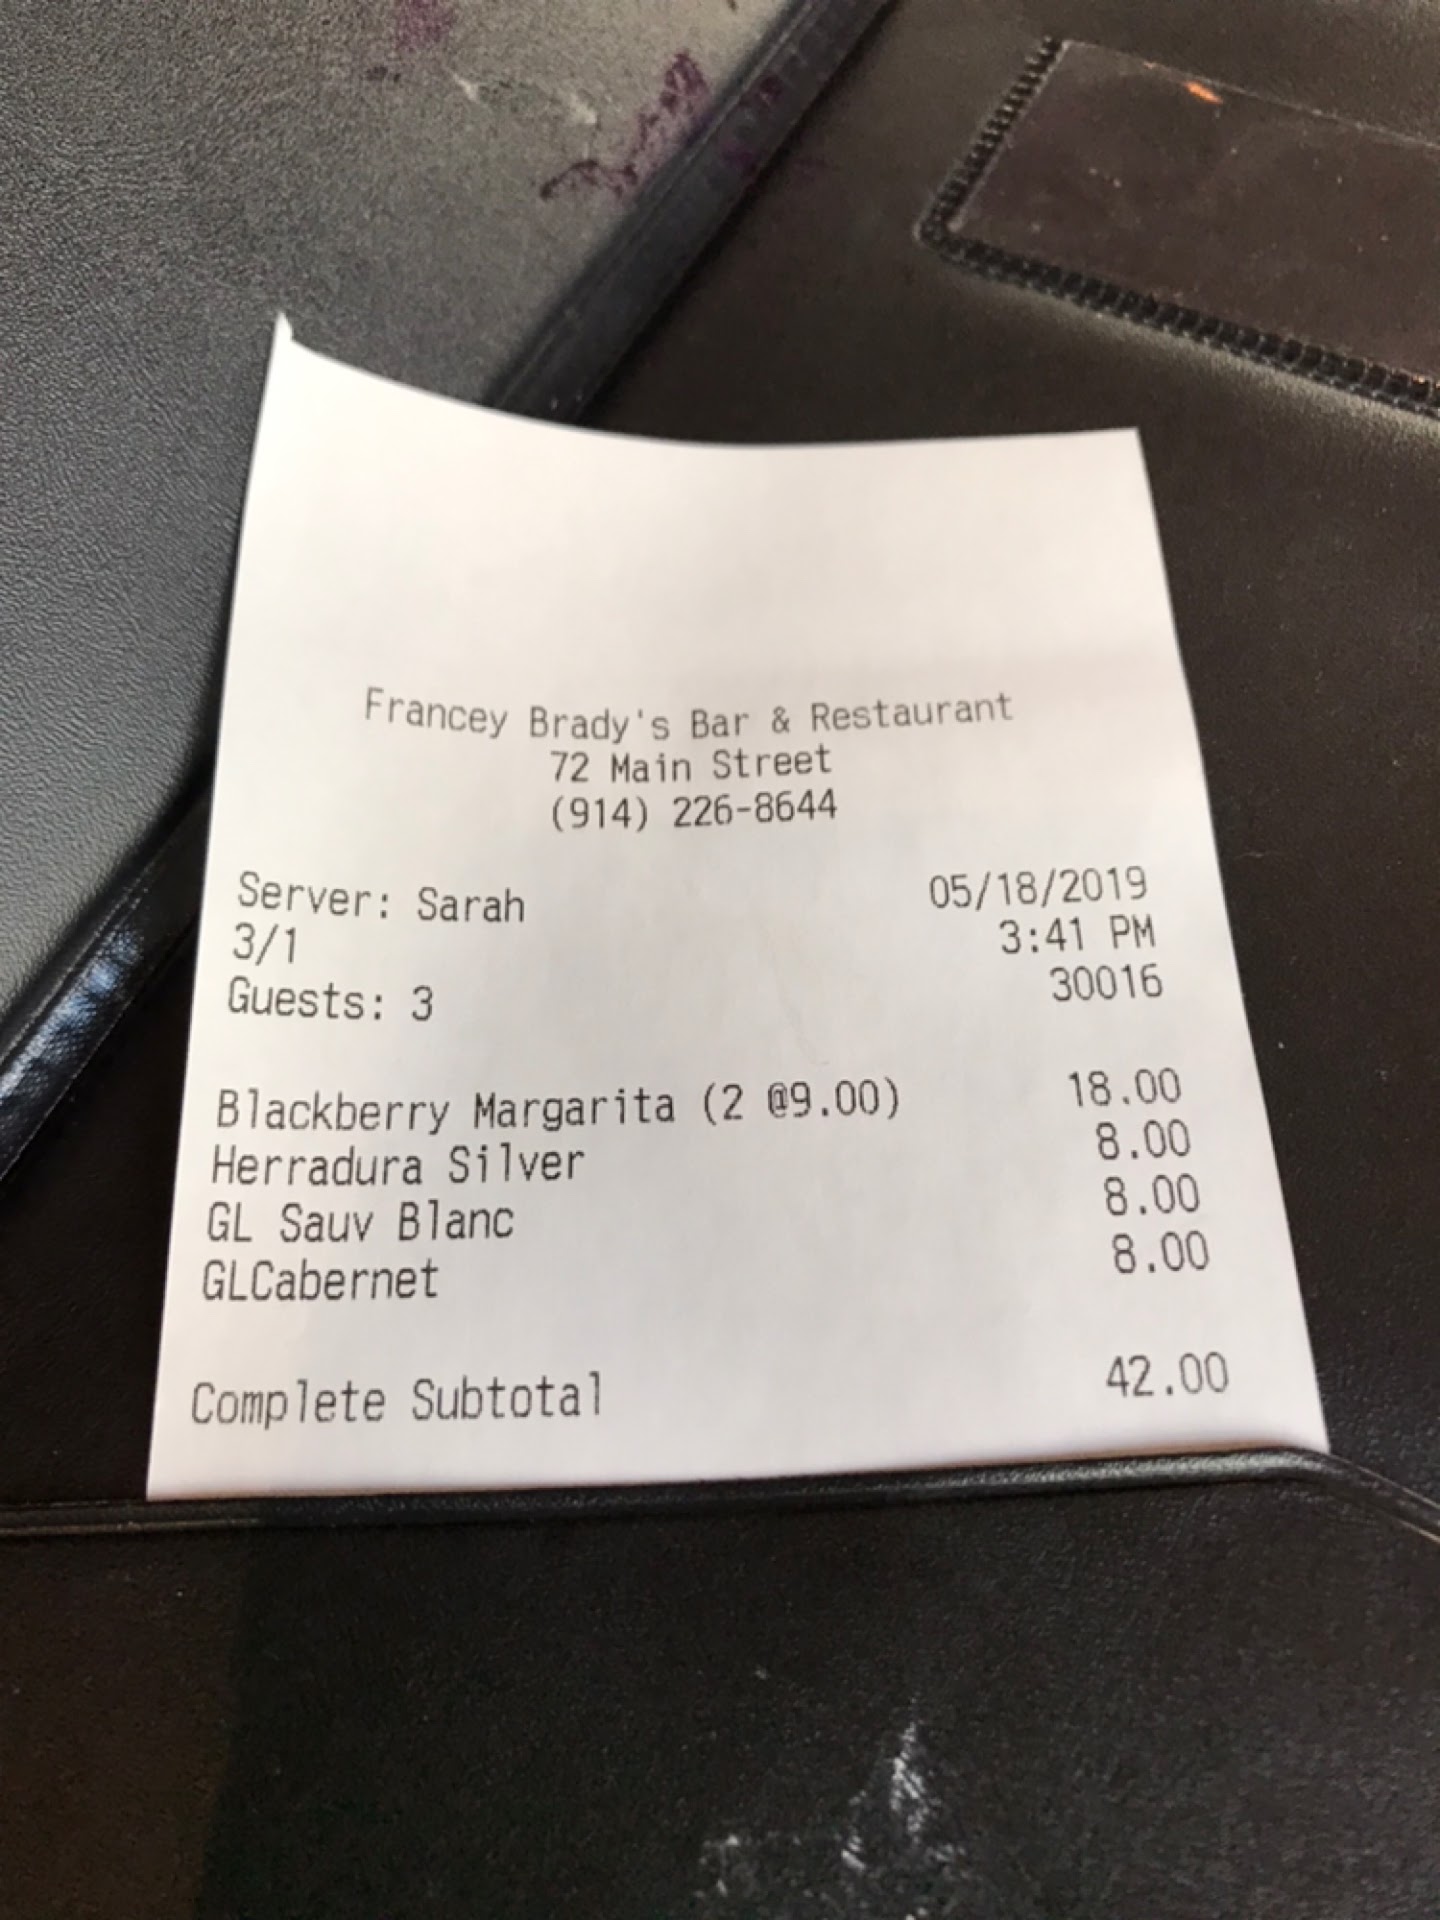 Francey Brady's Bar & Restaurant
72 Main Street
(914) 226-8644
Server: Sarah 05/18/2019
3/1 3:41 PM
Guests: 3 30016
Blackberry Margarita (2 @9.00) 18.00
Herradura Silver 8.00
GL Sauv Blanc 8.00
GLCabernet 8.00
Complete Subtotal 42.00